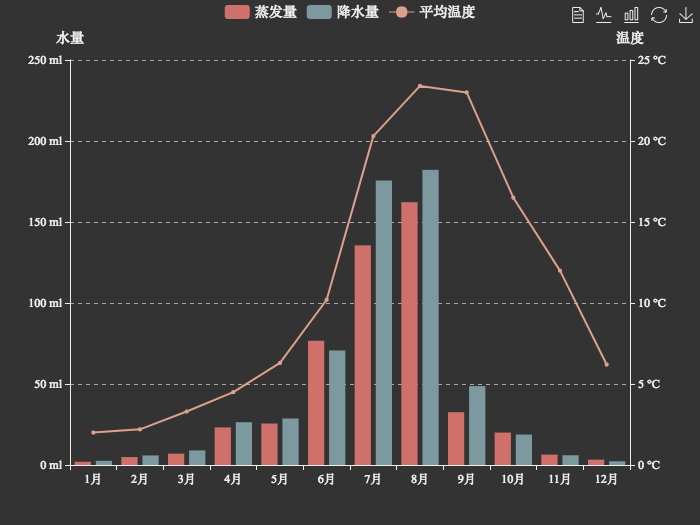 蒸发量 降水量 平均温度
水量 温度
250 ml 25 °C
200 ml 20 °C
150 ml 15 °C
100 ml 10 °C
50 ml 5 °C
0 ml 0 °C
1月 2月 3月 4月 5月 6月 7月 8月 9月 10月 11月 12月